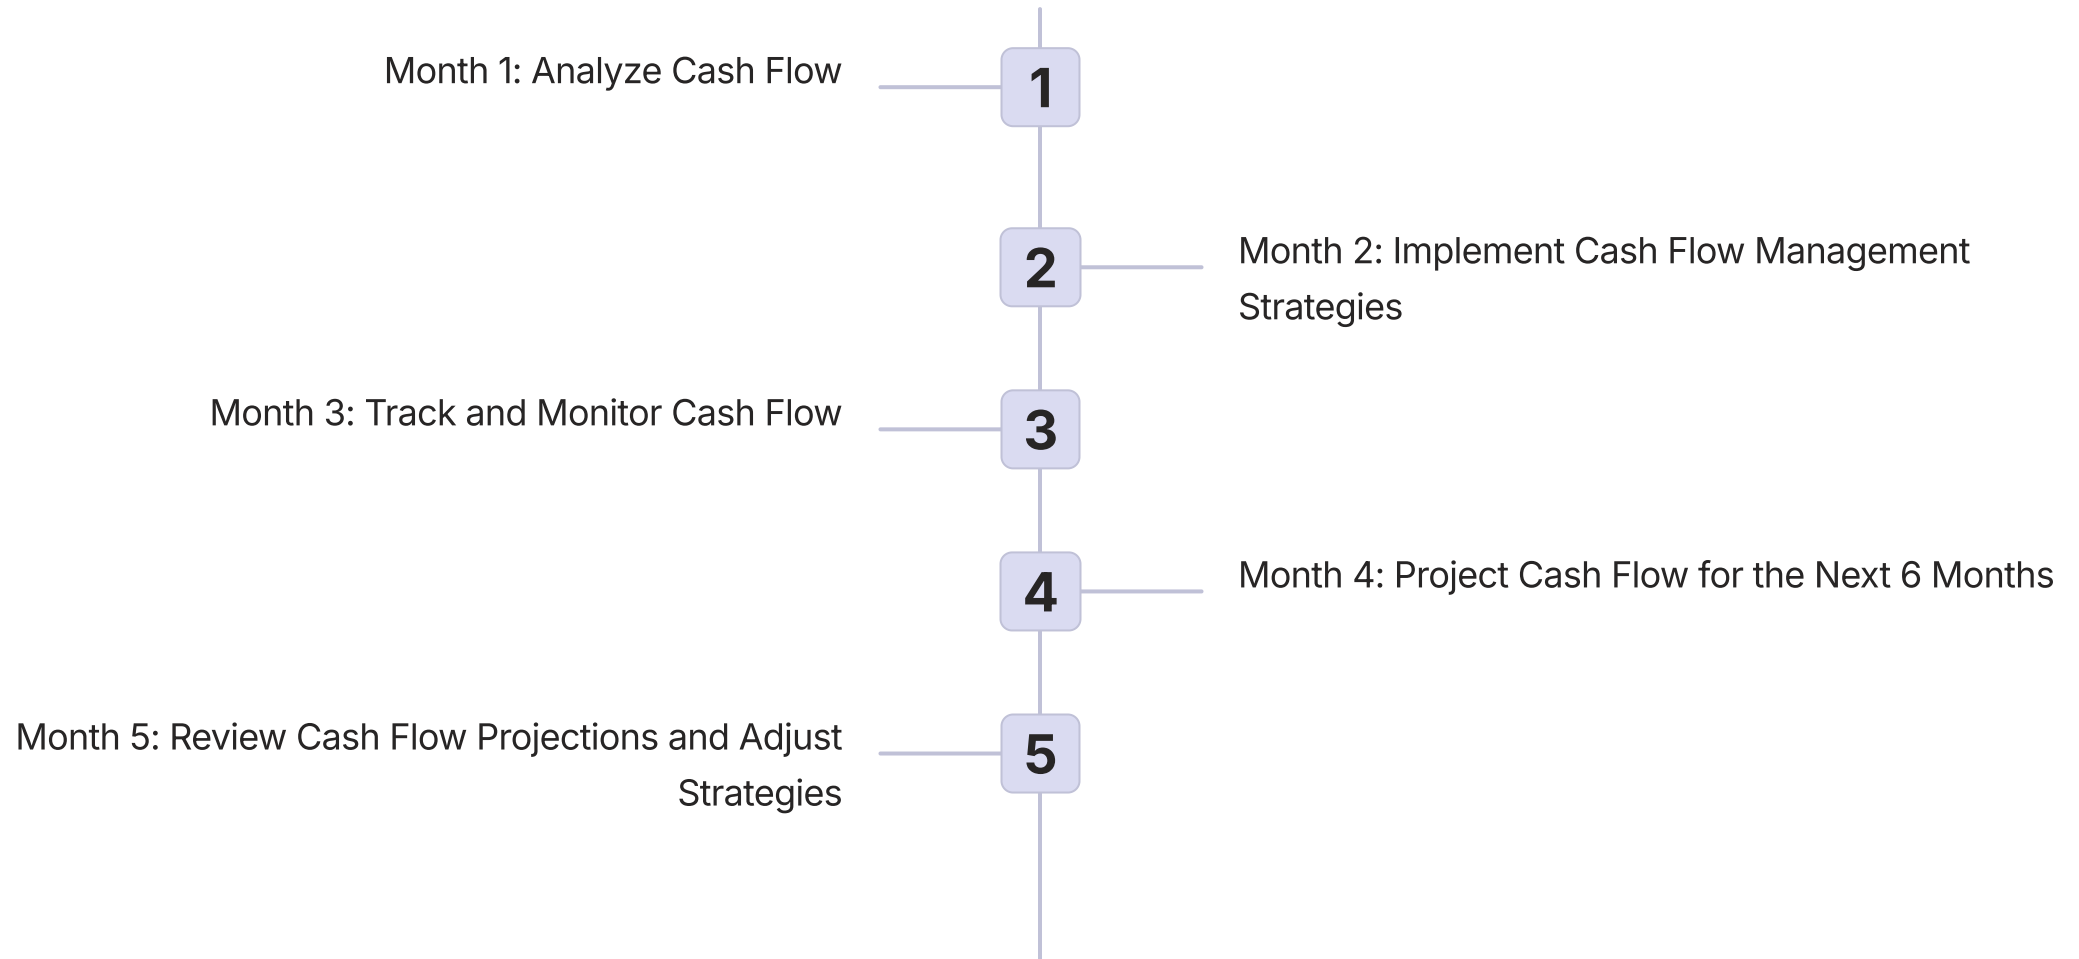 Month 1: Analyze Cash Flow
1
2
Month 2: Implement Cash Flow Management
Strategies
Month 3: Track and Monitor Cash Flow
3
4
Month 4: Project Cash Flow for the Next 6 Months
Month 5: Review Cash Flow Projections and Adjust
Strategies
5